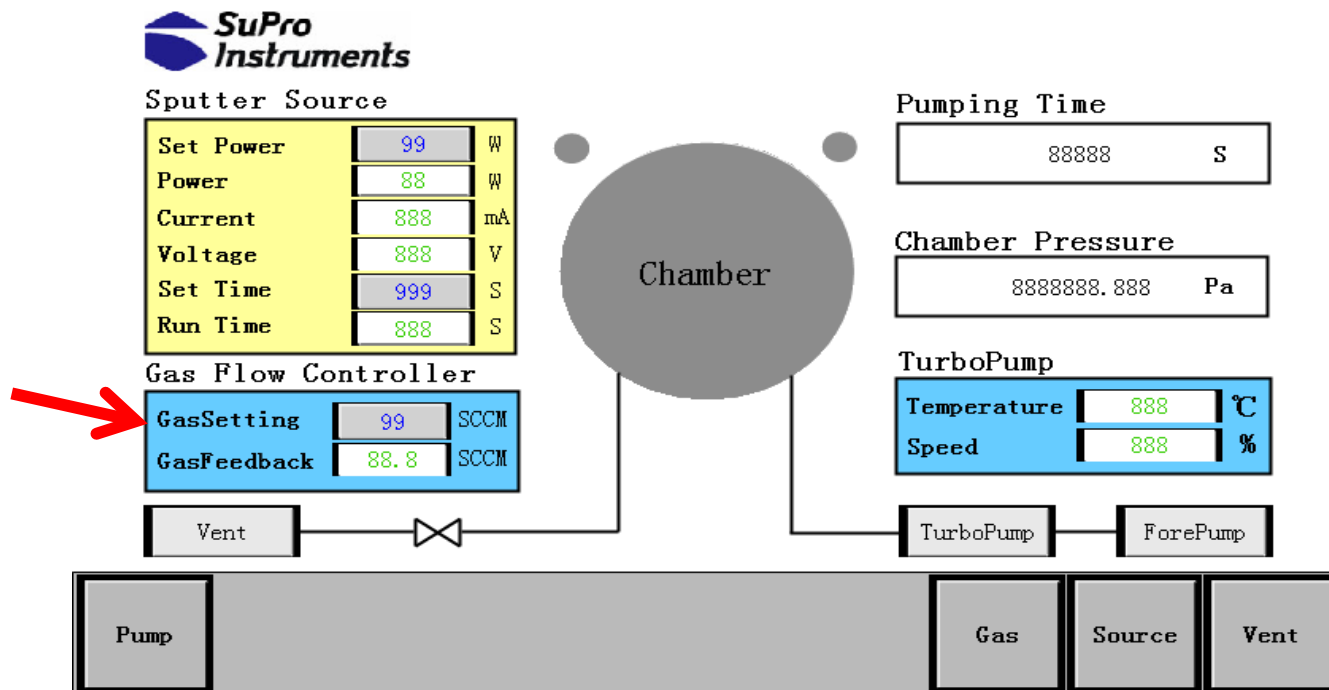 SuPro
Instruments
Sputter Source
Set Power 99 W
Power 88 W
Current 888 mA
Voltage 888 V
Set Time 999 S
Run Time 888 S
Gas Flow Controller
GasSetting 99 SCCM
GasFeedback 88.8 SCCM
Vent
Chamber
Pumping Time
88888 S
Chamber Pressure
8888888.888 Pa
TurboPump
Temperature 888 ℃
Speed 888 %
TurboPump
ForePump
Pump
Gas
Source
Vent